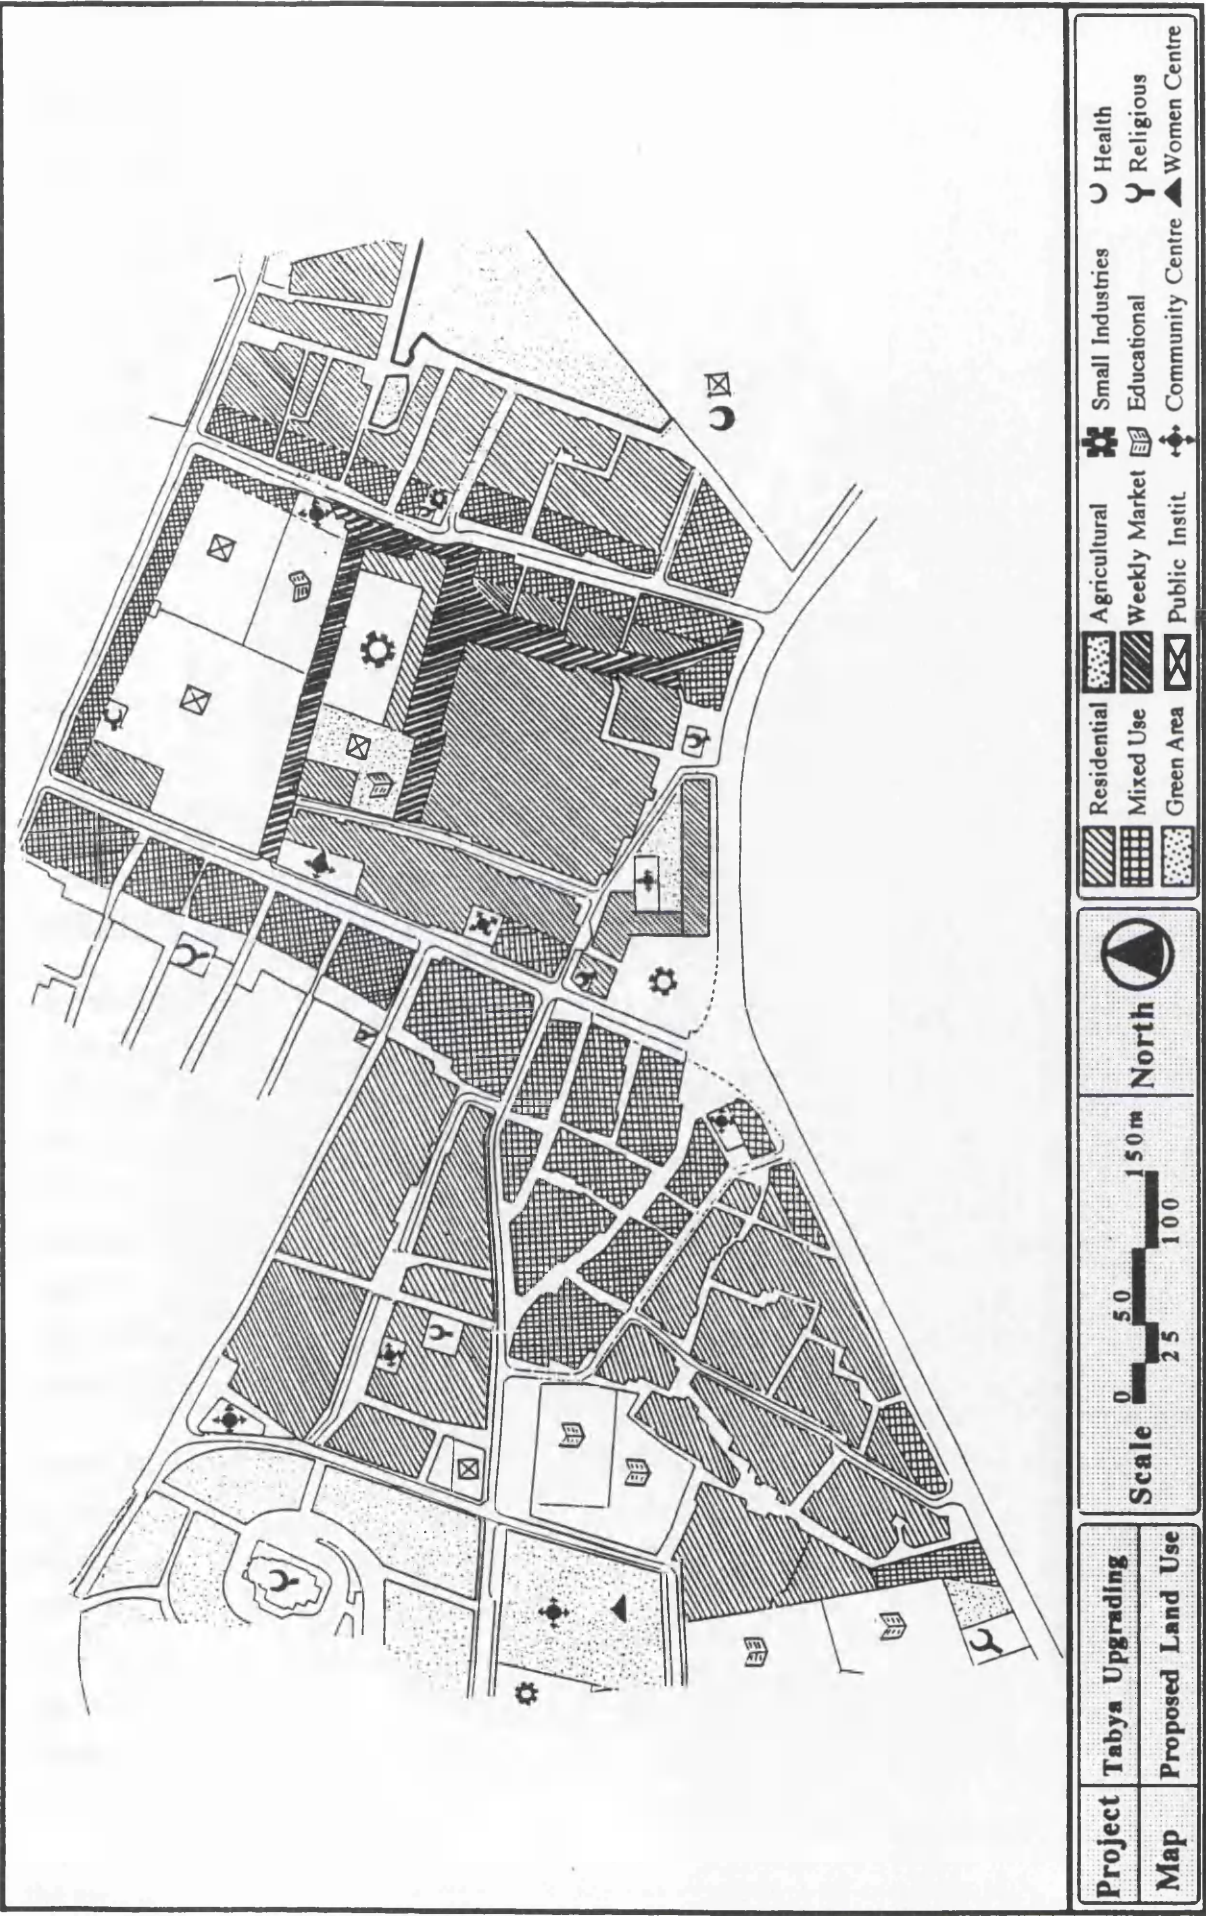 Project Tabya Upgrading
Map Proposed Land Use
Scale 0 50 150m
25 100
North
Residential Agricultural Small Industries Health
Mixed Use Weekly Market Educational Religious
Green Area Public Instit. Community Centre Women Centre